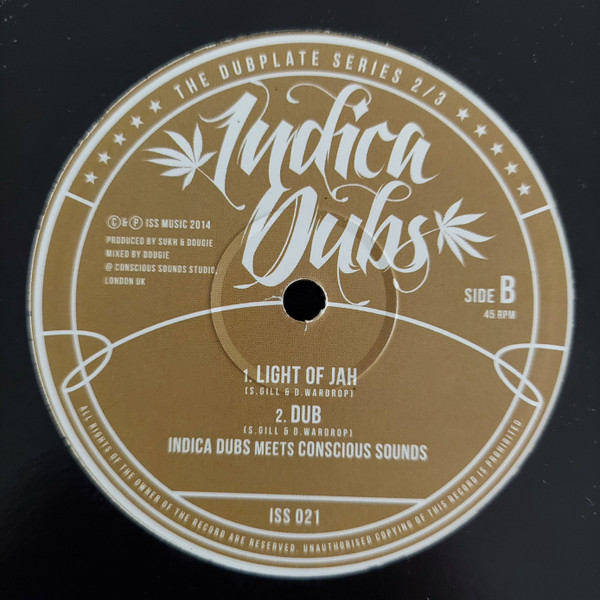 THE DUBPLATE SERIES 2/3
Indica
Dubs
Ⓒ&Ⓟ ISS MUSIC 2014
PRODUCED BY SUKH & DOUGIE
MIXED BY DOUGIE
@ CONSCIOUS SOUNDS STUDIO,
LONDON UK
SIDE B
45 RPM
1. LIGHT OF JAH
(S.GILL & D.WARDROP)
2. DUB
(S.GILL & D.WARDROP)
INDICA DUBS MEETS CONSCIOUS SOUNDS
ISS 021
ALL RIGHTS OF THE OWNER OF THE RECORD ARE RESERVED. UNAUTHORISED COPYING OF THIS RECORD IS PROHIBITED.